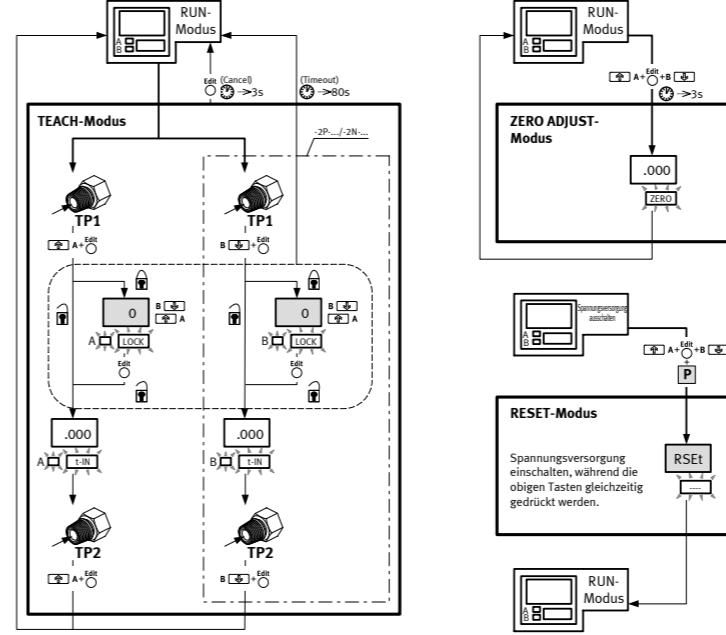 RUN-
Modus
A
B
Edit (Cancel)
->3s
(Timeout)
->80s
TEACH-Modus
-2P-.../-2N-...
TP1
A+ Edit
TP1
B + Edit
0
B
A
A LOCK
Edit
0
B
A
B LOCK
Edit
.000
A t-IN
.000
B t-IN
TP2
A+ Edit
TP2
B + Edit
RUN-
Modus
A
B
A+ Edit +B
->3s
ZERO ADJUST-
Modus
.000
ZERO
Spannungsversorgung
ausschalten
A
B
A+ Edit +B
+
P
RESET-Modus
Spannungsversorgung
einschalten, während die
obigen Tasten gleichzeitig
gedrückt werden.
RSEt
----
RUN-
Modus
A
B